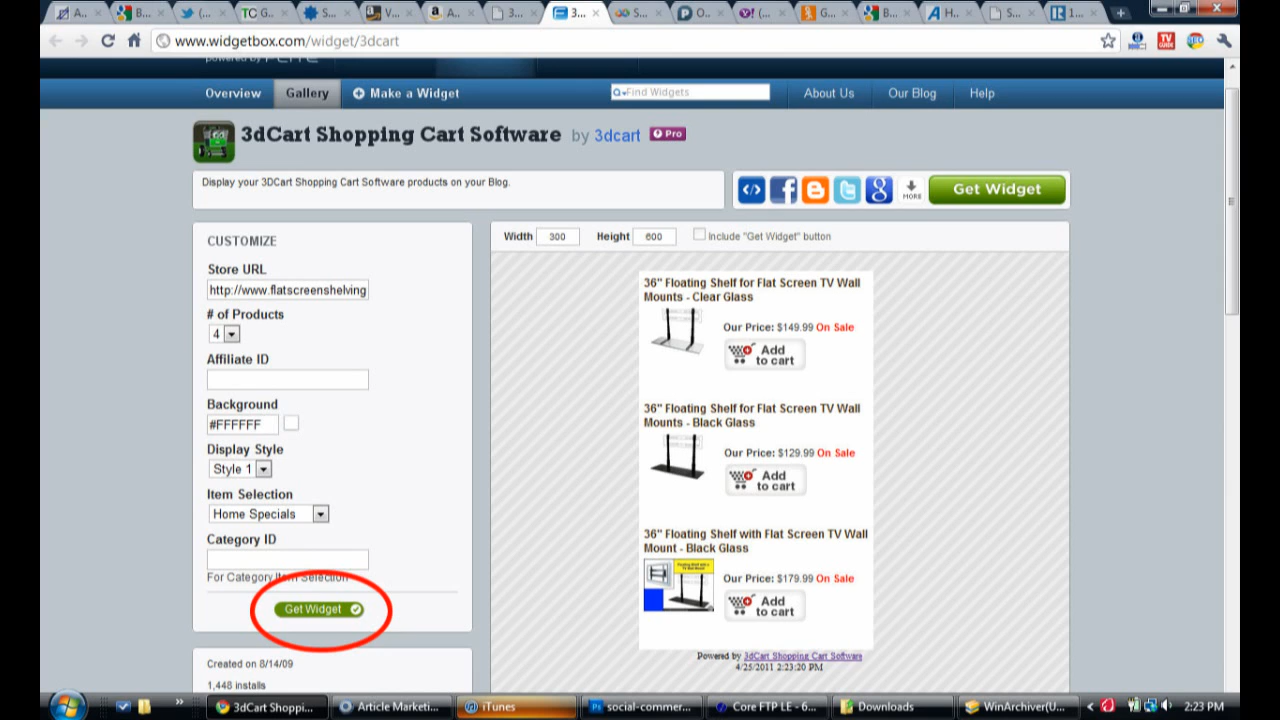 A...
B...
(...
TC G...
S...
V...
A...
3...
3...
S...
O...
(...
G...
B...
H...
S...
1...
www.widgetbox.com/widget/3dcart
powered by
Overview
Gallery
Make a Widget
Find Widgets
About Us
Our Blog
Help
3dCart Shopping Cart Software by 3dcart Pro
Display your 3DCart Shopping Cart Software products on your Blog.
MORE
Get Widget
CUSTOMIZE
Store URL
http://www.flatscreenshelving
# of Products
4
Affiliate ID
Background
#FFFFFF
Display Style
Style 1
Item Selection
Home Specials
Category ID
For Category Item Selection
Get Widget
Created on 8/14/09
1,448 installs
Width 300 Height 600 Include "Get Widget" button
36" Floating Shelf for Flat Screen TV Wall
Mounts - Clear Glass
Our Price: $149.99 On Sale
Add
to cart
36" Floating Shelf for Flat Screen TV Wall
Mounts - Black Glass
Our Price: $129.99 On Sale
Add
to cart
36" Floating Shelf with Flat Screen TV Wall
Mount - Black Glass
Our Price: $179.99 On Sale
Add
to cart
Powered by 3dCart Shopping Cart Software
4/25/2011 2:23:20 PM
3dCart Shoppi...
Article Marketi...
iTunes
social-commer...
Core FTP LE - 6...
Downloads
WinArchiver(U...
2:23 PM